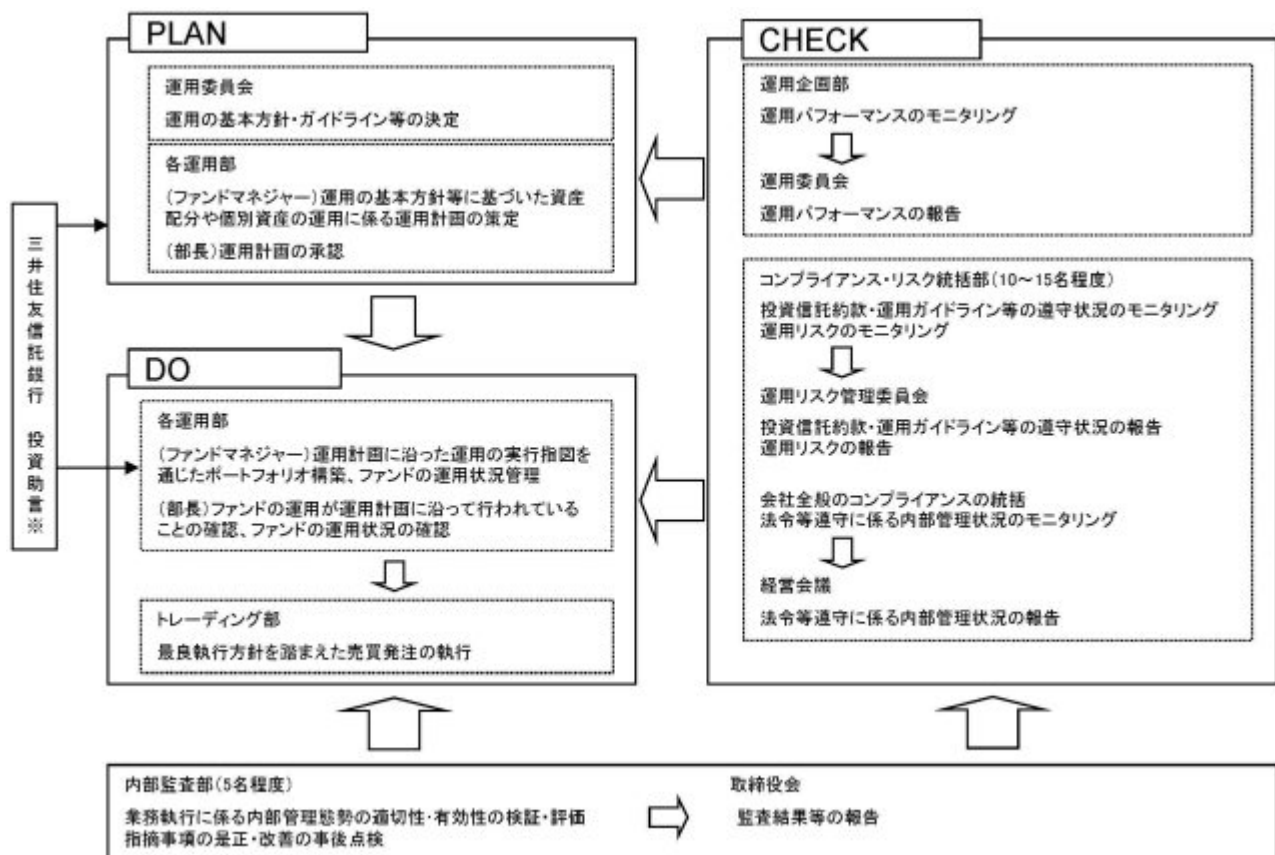 PLAN
運用委員会
運用の基本方針・ガイドライン等の決定
各運用部
(ファンドマネジャー)運用の基本方針等に基づいた資産
配分や個別資産の運用に係る運用計画の策定
(部長)運用計画の承認
三井住友信託銀行 投資助言※
DO
各運用部
(ファンドマネジャー)運用計画に沿った運用の実行指図を
通じたポートフォリオ構築、ファンドの運用状況管理
(部長)ファンドの運用が運用計画に沿って行われている
ことの確認、ファンドの運用状況の確認
トレーディング部
最良執行方針を踏まえた売買発注の執行
CHECK
運用企画部
運用パフォーマンスのモニタリング
運用委員会
運用パフォーマンスの報告
コンプライアンス・リスク統括部(10~15名程度)
投資信託約款・運用ガイドライン等の遵守状況のモニタリング
運用リスクのモニタリング
運用リスク管理委員会
投資信託約款・運用ガイドライン等の遵守状況の報告
運用リスクの報告
会社全般のコンプライアンスの統括
法令等遵守に係る内部管理状況のモニタリング
経営会議
法令等遵守に係る内部管理状況の報告
内部監査部(5名程度)
業務執行に係る内部管理態勢の適切性・有効性の検証・評価
指摘事項の是正・改善の事後点検
取締役会
監査結果等の報告